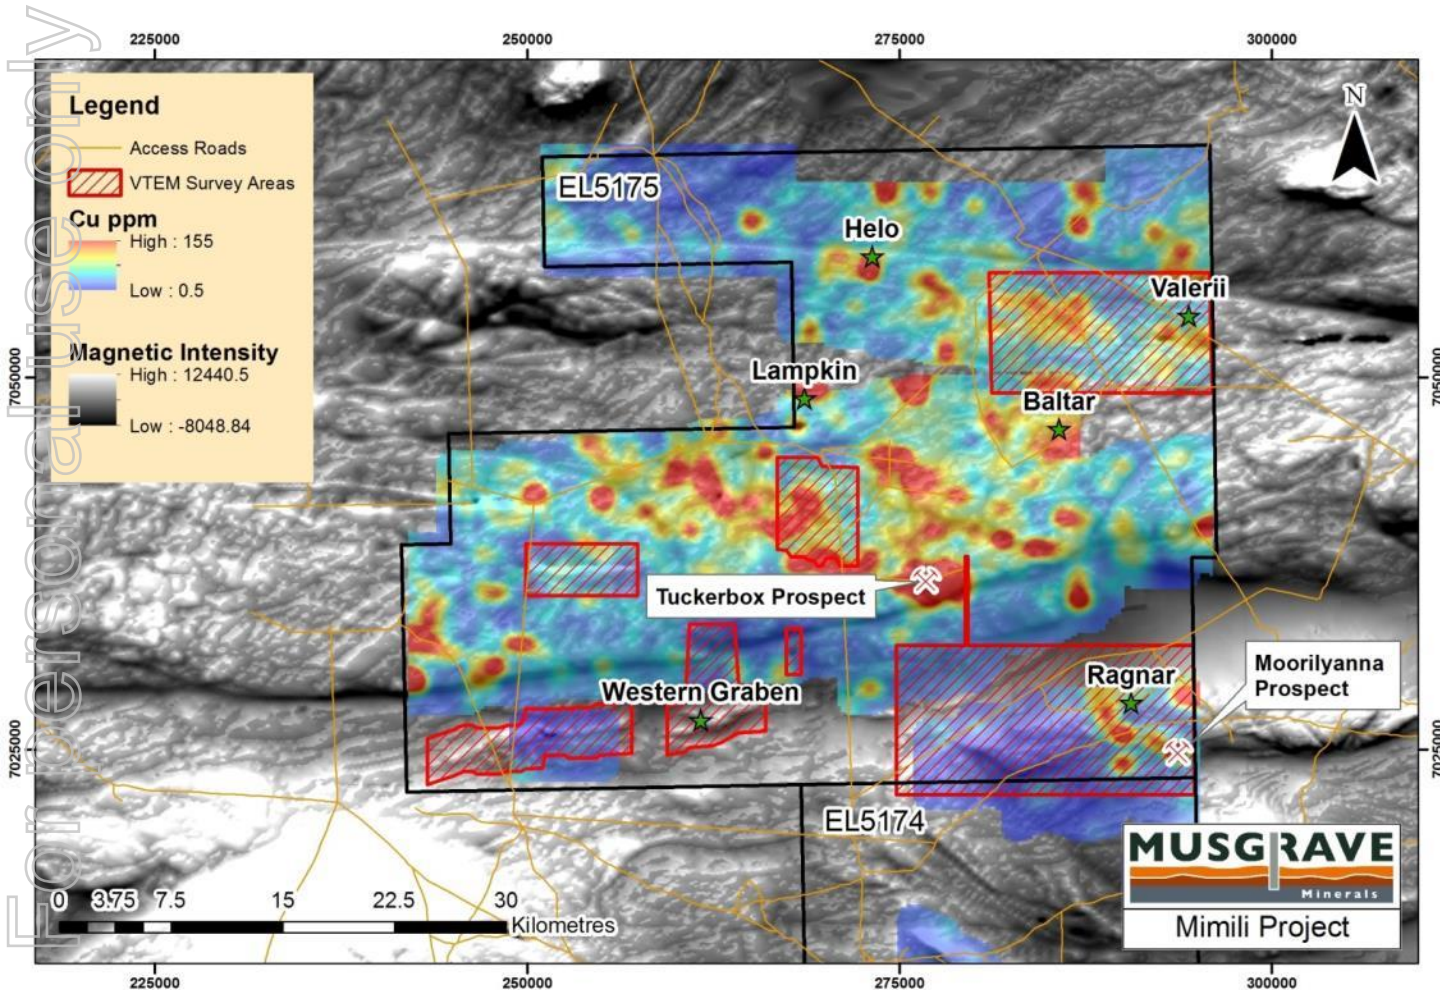 225000
250000
275000
300000
For personal use only
Legend
Access Roads
VTEM Survey Areas
Cu ppm
High : 155
Low : 0.5
Magnetic Intensity
High : 12440.5
Low : -8048.84
N
EL5175
Helo
Valerii
7050000
7050000
Lampkin
Baltar
Tuckerbox Prospect
Moorilyanna
Prospect
Ragnar
Western Graben
7025000
7025000
EL5174
MUSGRAVE
Minerals
Mimili Project
0 3.75 7.5 15 22.5 30
Kilometres
225000
250000
275000
300000